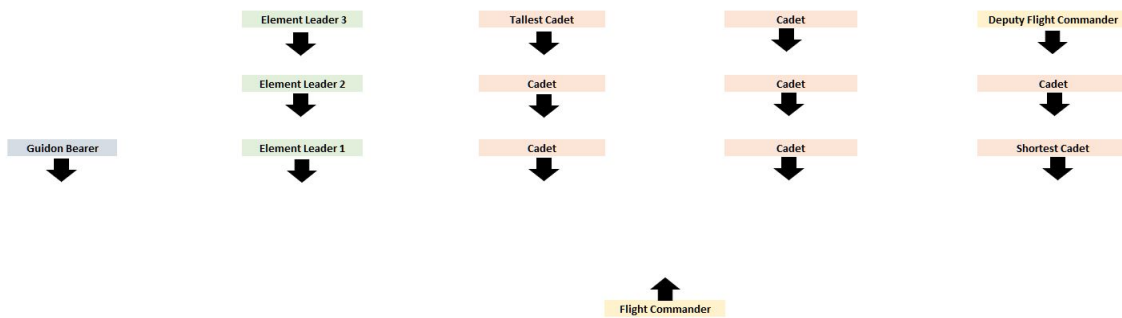 Element Leader 3
Tallest Cadet
Cadet
Deputy Flight Commander
Element Leader 2
Cadet
Cadet
Cadet
Guidon Bearer
Element Leader 1
Cadet
Cadet
Shortest Cadet
Flight Commander